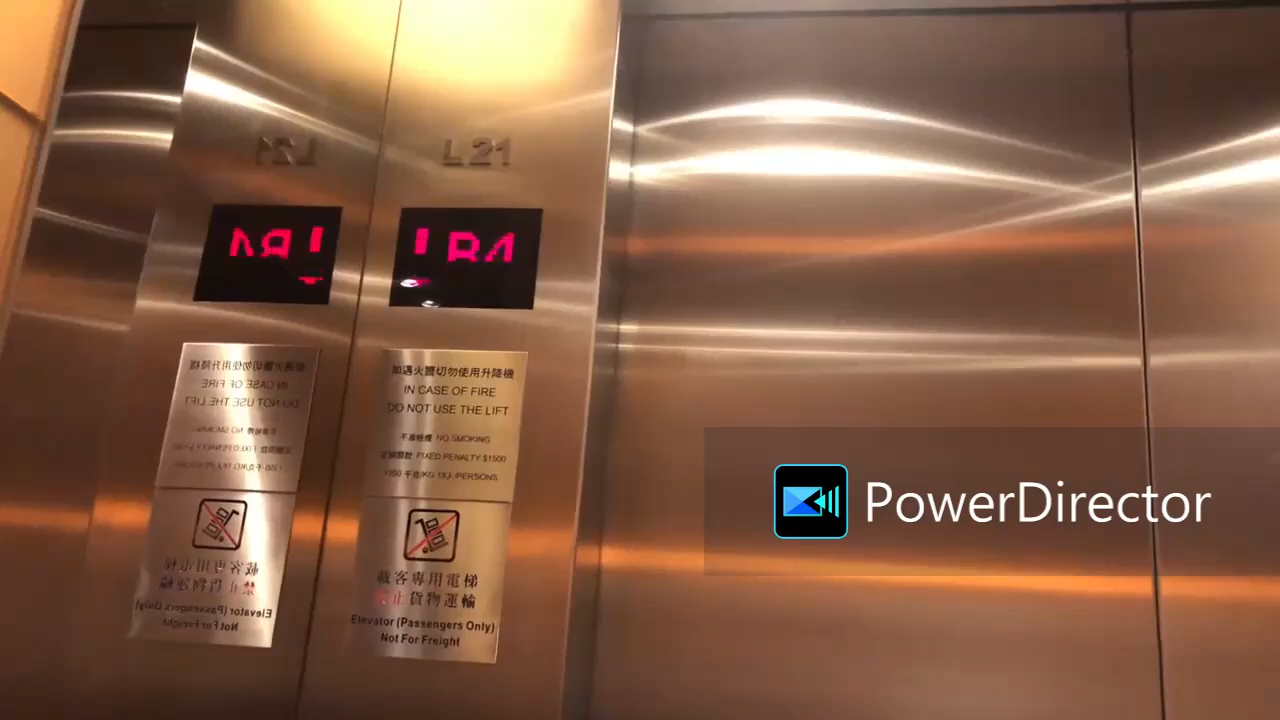 L21
如遇火警切勿使用升降機
IN CASE OF FIRE
DO NOT USE THE LIFT
不准吸煙 NO SMOKING
定額罰款 FIXED PENALTY $1500
1350 千克/KG 18人/PERSONS
載客專用電梯
禁止貨物運輸
Elevator (Passengers Only)
Not For Freight
PowerDirector